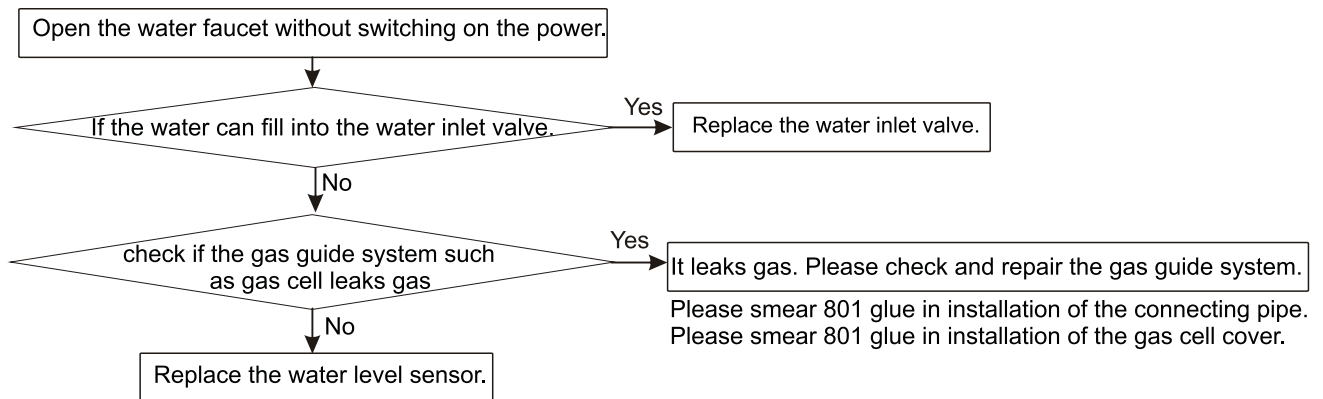 Open the water faucet without switching on the power.
If the water can fill into the water inlet valve.
Yes
Replace the water inlet valve.
No
check if the gas guide system such
as gas cell leaks gas
Yes
It leaks gas. Please check and repair the gas guide system.
Please smear 801 glue in installation of the connecting pipe.
Please smear 801 glue in installation of the gas cell cover.
No
Replace the water level sensor.